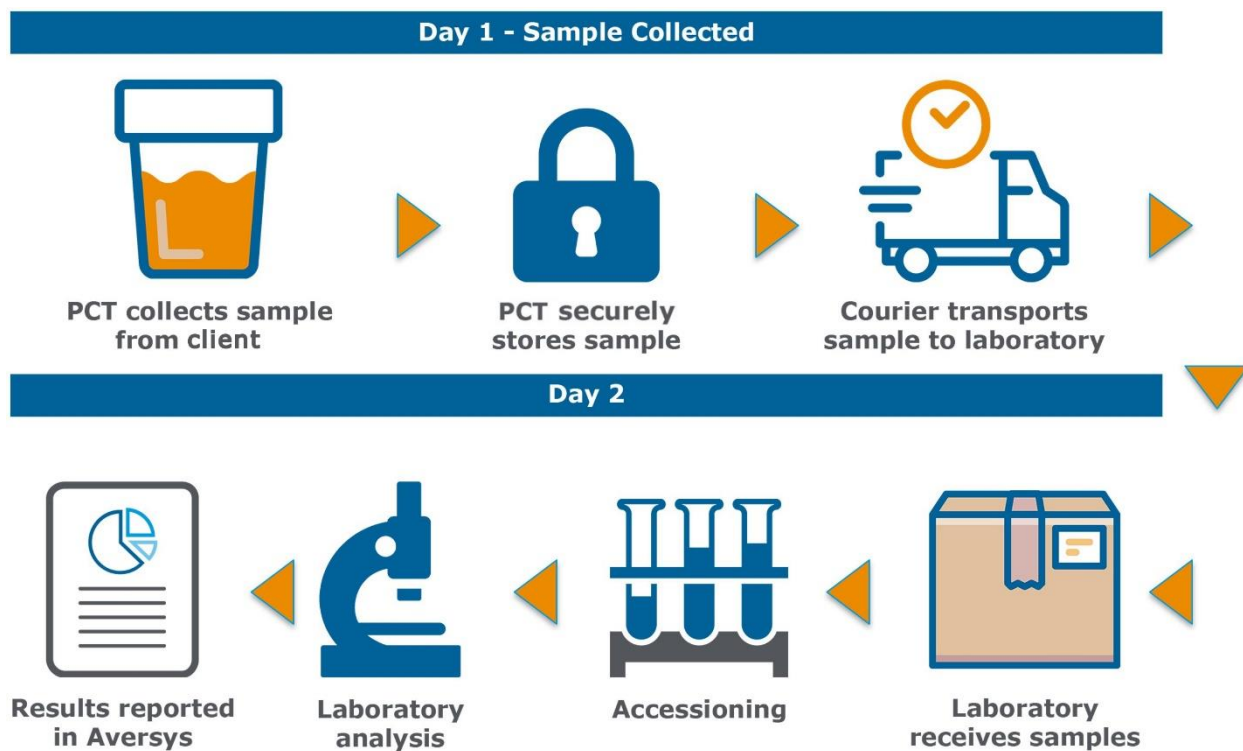 Day 1 - Sample Collected
PCT collects sample
from client
PCT securely
stores sample
Courier transports
sample to laboratory
Day 2
Laboratory
receives samples
Accessioning
Laboratory
analysis
Results reported
in Aversys